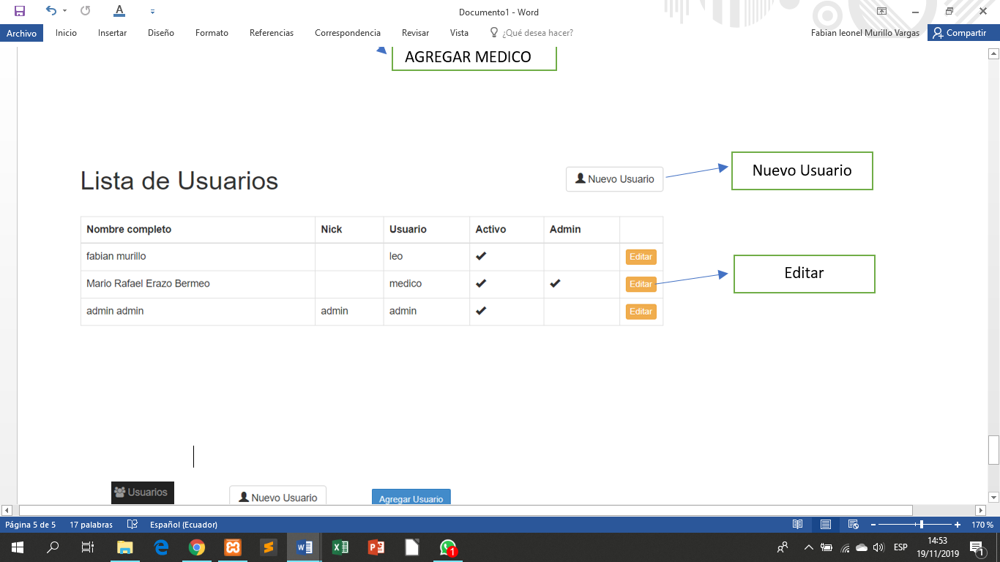 Documento1 - Word
Archivo Inicio Insertar Diseño Formato Referencias Correspondencia Revisar Vista ¿Qué desea hacer? Fabian leonel Murillo Vargas Compartir
AGREGAR MEDICO
Lista de Usuarios
Nuevo Usuario
Nuevo Usuario
Nombre completo Nick Usuario Activo Admin
fabian murillo leo Editar
Mario Rafael Erazo Bermeo medico Editar
Editar
admin admin admin admin Editar
Usuarios Nuevo Usuario Agregar Usuario
Página 5 de 5 17 palabras Español (Ecuador) 170 %
ESP 14:53
19/11/2019
1
1